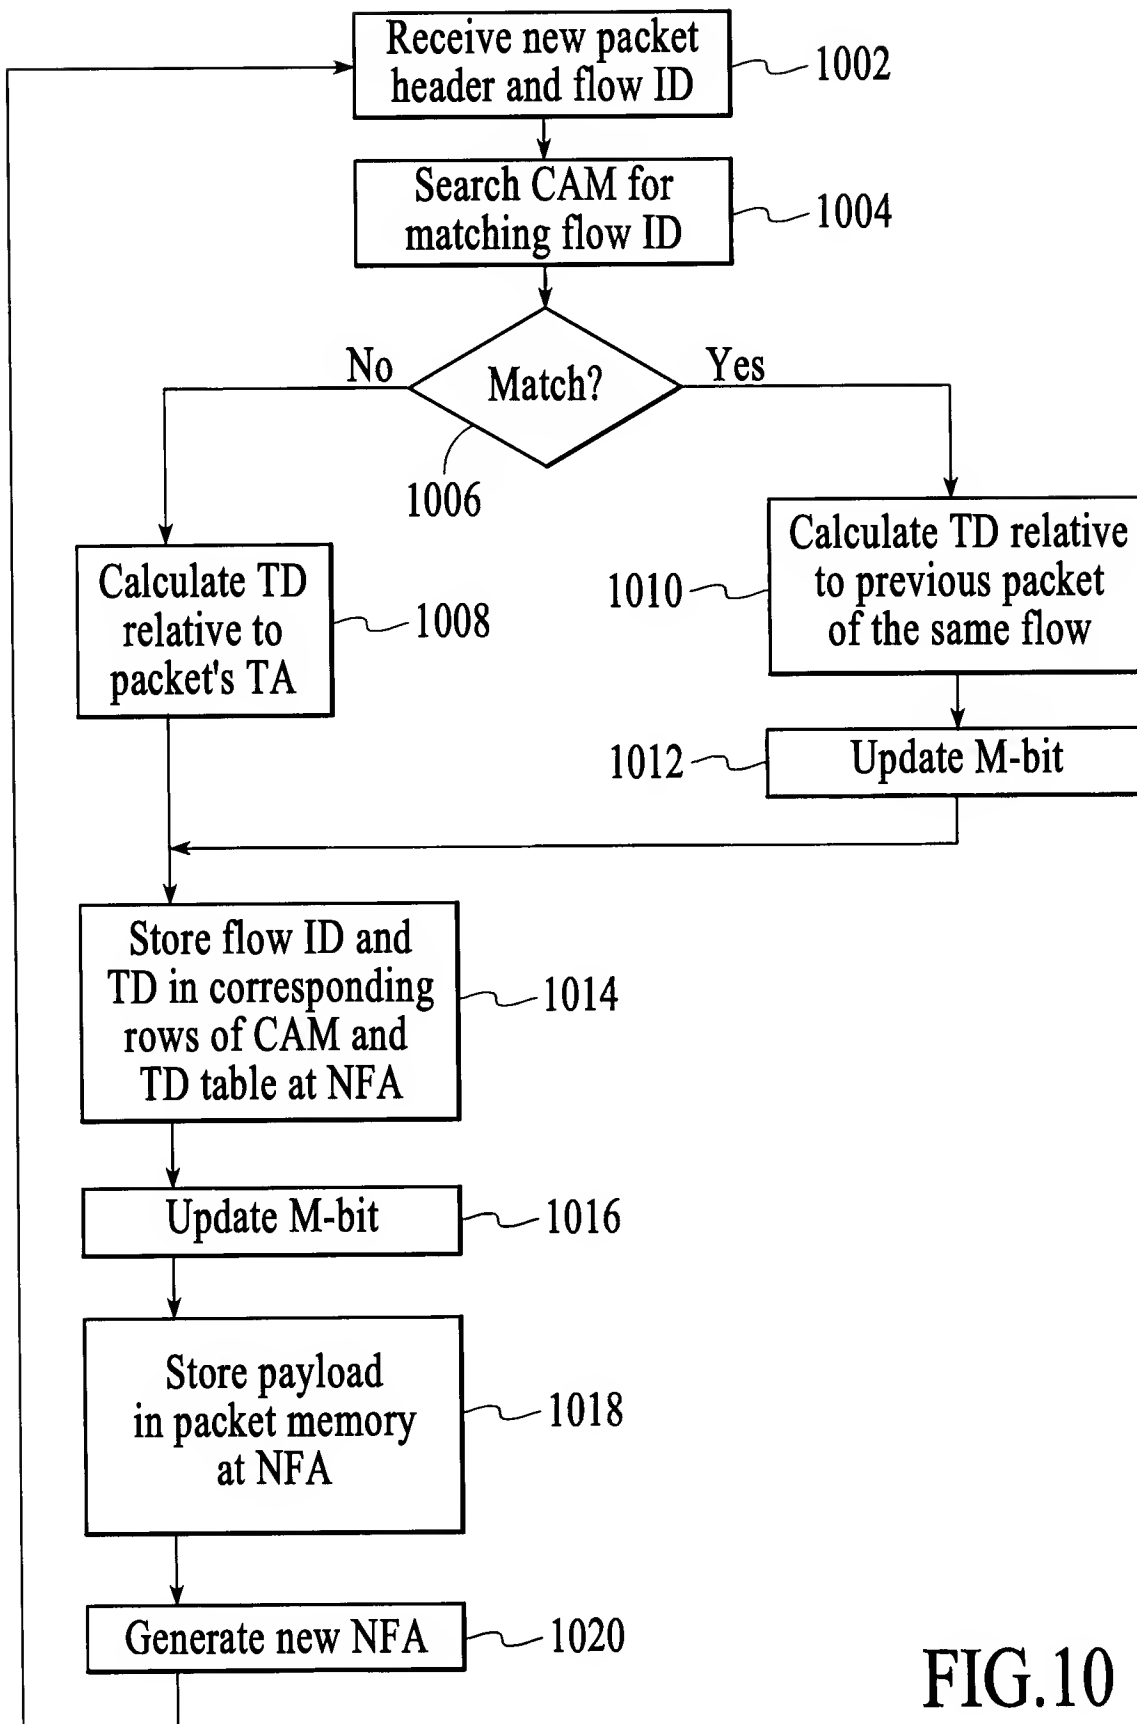 Receive new packet
header and flow ID
1002
Search CAM for
matching flow ID
1004
No
Match?
Yes
1006
Calculate TD
relative to
packet's TA
1008
Calculate TD relative
to previous packet
of the same flow
1010
Update M-bit
1012
Store flow ID and
TD in corresponding
rows of CAM and
TD table at NFA
1014
Update M-bit
1016
Store payload
in packet memory
at NFA
1018
Generate new NFA
1020
FIG.10